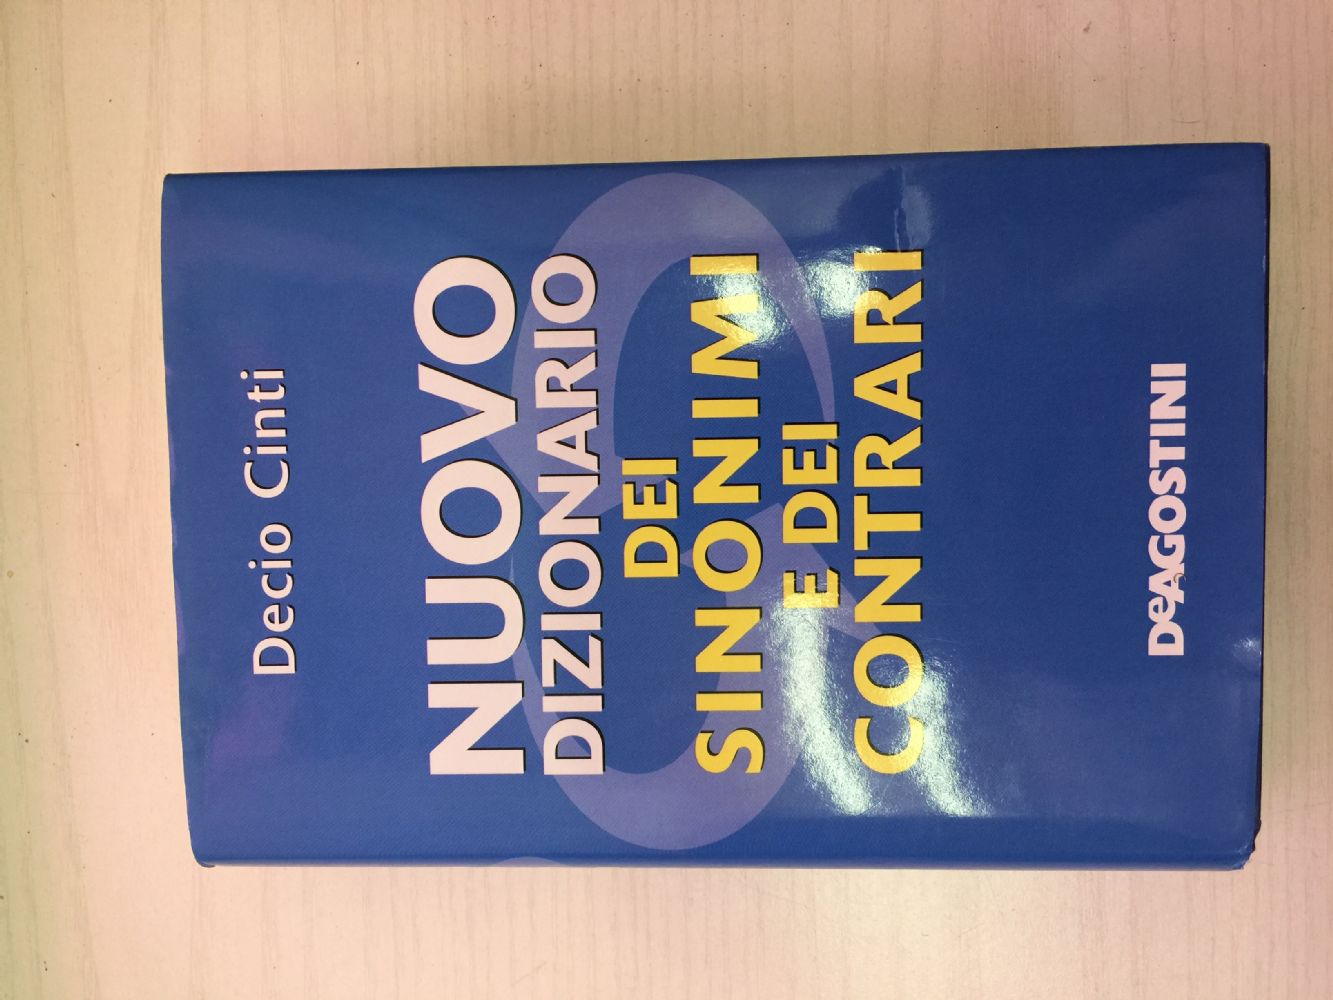 Decio Cinti
NUOVO
DIZIONARIO
DEI
SINONIMI
E DEI
CONTRARI
DEAGOSTINI